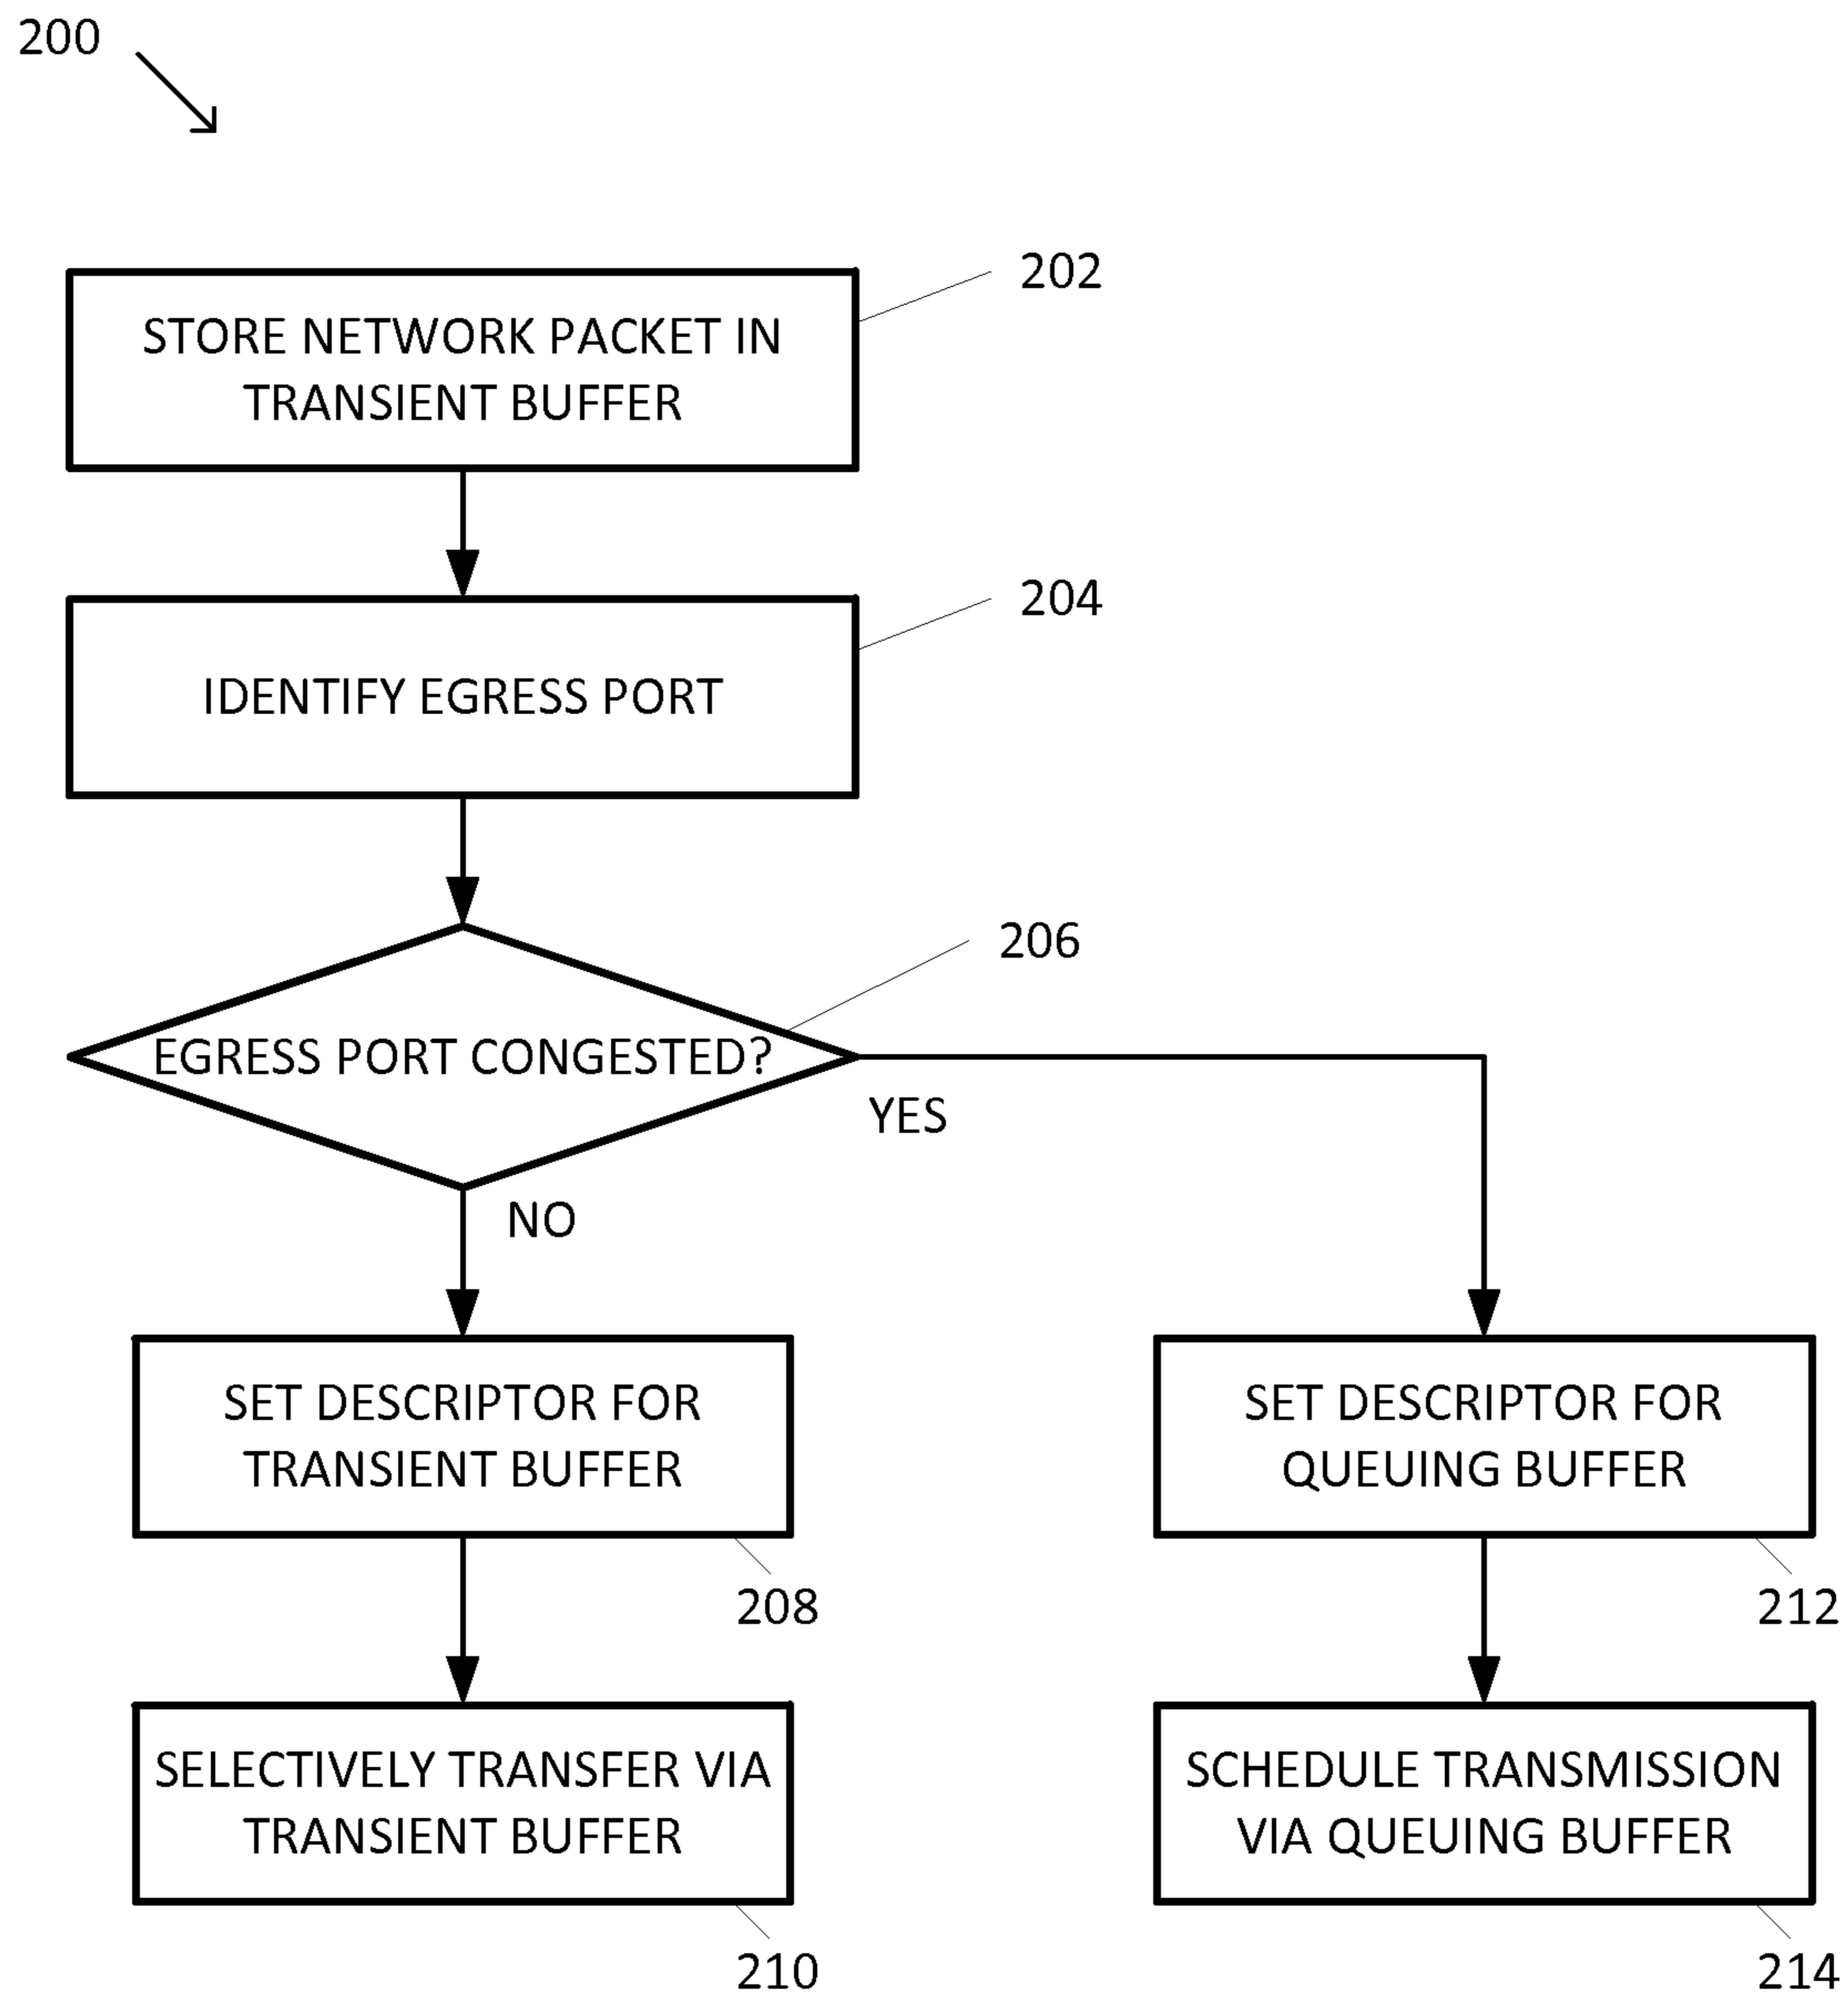 200
202
STORE NETWORK PACKET IN
TRANSIENT BUFFER
204
IDENTIFY EGRESS PORT
206
EGRESS PORT CONGESTED?
YES
NO
SET DESCRIPTOR FOR
TRANSIENT BUFFER
208
SET DESCRIPTOR FOR
QUEUING BUFFER
212
SELECTIVELY TRANSFER VIA
TRANSIENT BUFFER
210
SCHEDULE TRANSMISSION
VIA QUEUING BUFFER
214